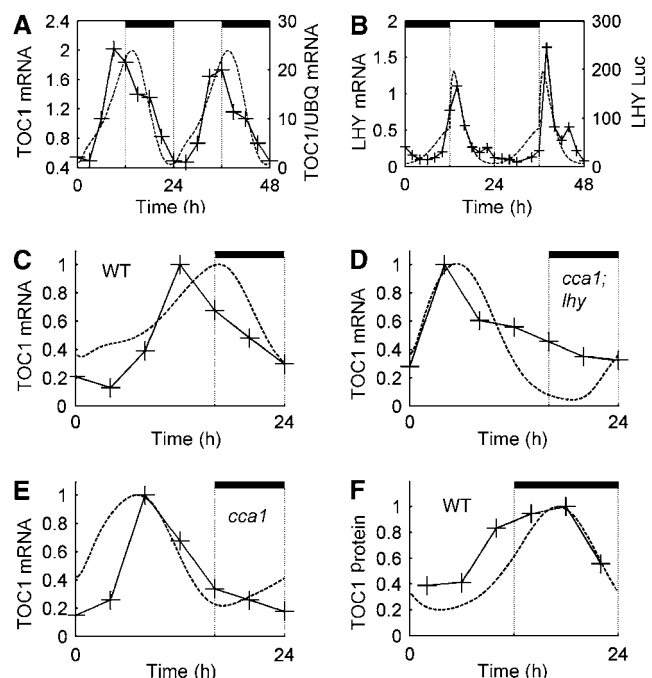 A
TOC1 mRNA
2
1.6
1.2
0.8
0.4
0
24
48
Time (h)
30
20
10
0
TOC1/UBQ mRNA
B
LHY mRNA
2
1.5
1
0.5
0
0
24
48
Time (h)
300
200
100
0
LHY Luc
C
WT
TOC1 mRNA
1
0.8
0.6
0.4
0.2
0
0
24
Time (h)
D
cca1;
lhy
TOC1 mRNA
1
0.8
0.6
0.4
0.2
0
0
24
Time (h)
E
cca1
TOC1 mRNA
1
0.8
0.6
0.4
0.2
0
0
24
Time (h)
F
WT
TOC1 Protein
1
0.8
0.6
0.4
0.2
0
0
24
Time (h)